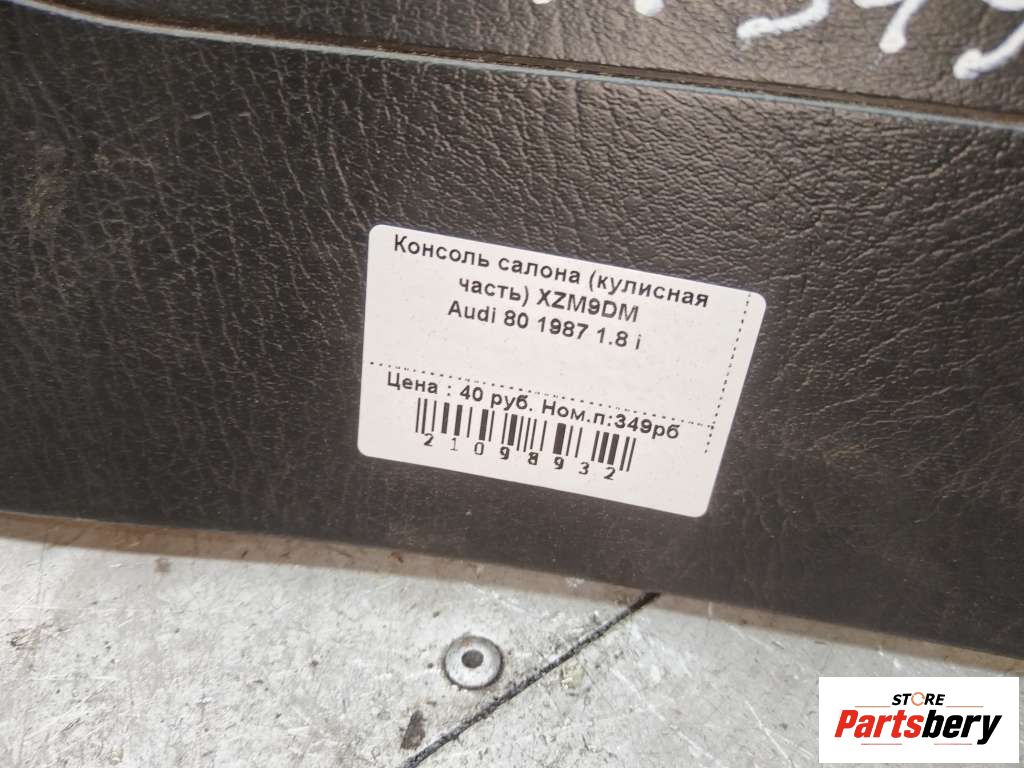 Консоль салона (кулисная
часть) XZM9DM
Audi 80 1987 1.8 i
Цена : 40 руб. Ном.п:349рб
21098932
STORE
Partsbery